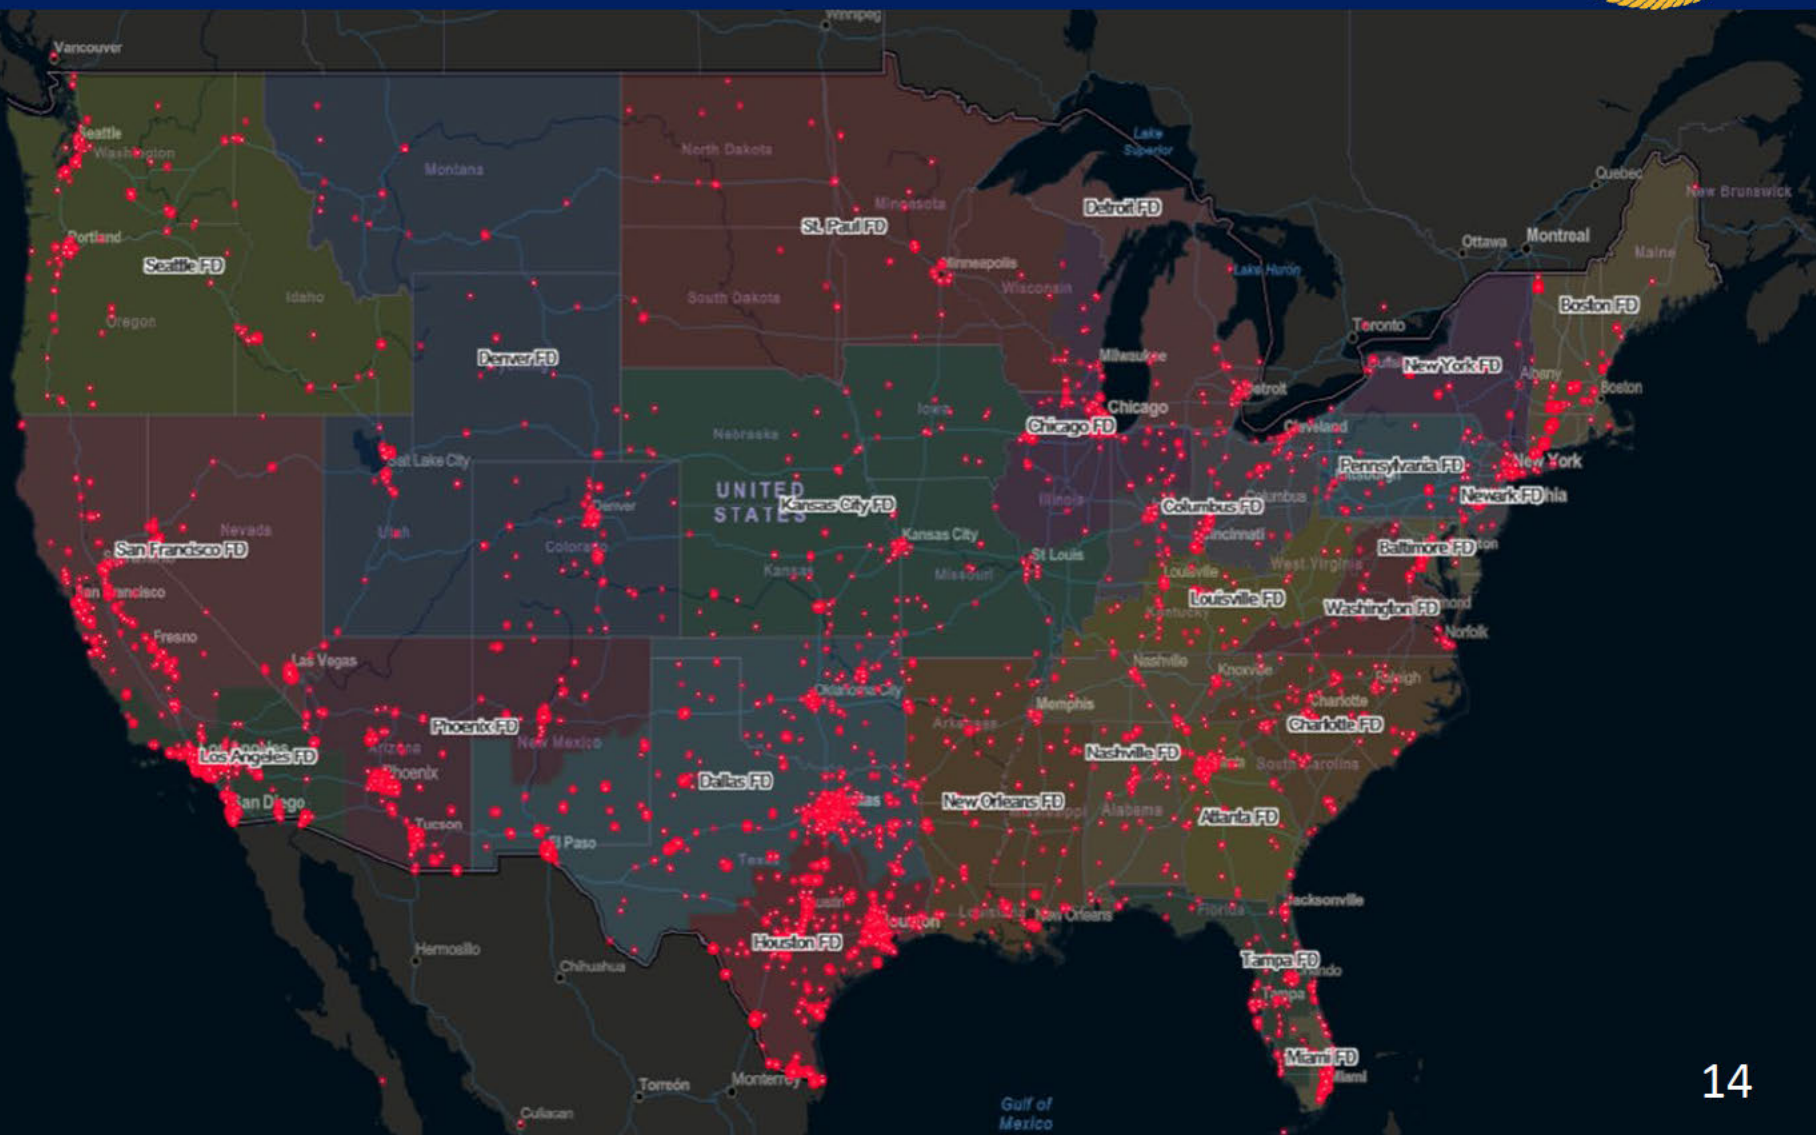 Winnipeg
Vancouver
Seattle
Washington
Montana
North Dakota
Lake
Superior
Quebec
New Brunswick
Minnesota
Detroit FD
St. Paul FD
Portland
Ottawa
Montreal
Maine
Seattle FD
Minneapolis
Lake Huron
Idaho
South Dakota
Wisconsin
Boston FD
Oregon
Toronto
Denver FD
Milwaukee
New York FD
Albany
Detroit
Boston
Chicago
Iowa
Chicago FD
Cleveland
Nebraska
Salt Lake City
Pennsylvania FD
New York
UNITED
STATES
Kansas City FD
Illinois
Columbus
Newark FD
Columbus FD
Denver
Nevada
Utah
Colorado
Kansas City
Cincinnati
San Francisco FD
St Louis
Baltimore FD
West Virginia
Kansas
Missouri
Louisville
Louisville FD
Washington FD
Kentucky
Fresno
Norfolk
Las Vegas
Nashville
Knoxville
Raleigh
Oklahoma City
Memphis
Charlotte
Phoenix FD
Arkansas
Charlotte FD
New Mexico
Arizona
Los Angeles FD
Nashville FD
South Carolina
Phoenix
Dallas FD
San Diego
New Orleans FD
Mississippi
Alabama
Atlanta FD
Tucson
El Paso
Texas
Austin
Houston
Louisiana
New Orleans
Florida
Jacksonville
Houston FD
Hermosillo
Chihuahua
Tampa FD
Tampa
Miami FD
Miami
Torreón
Monterrey
Culiacan
Gulf of
Mexico
14